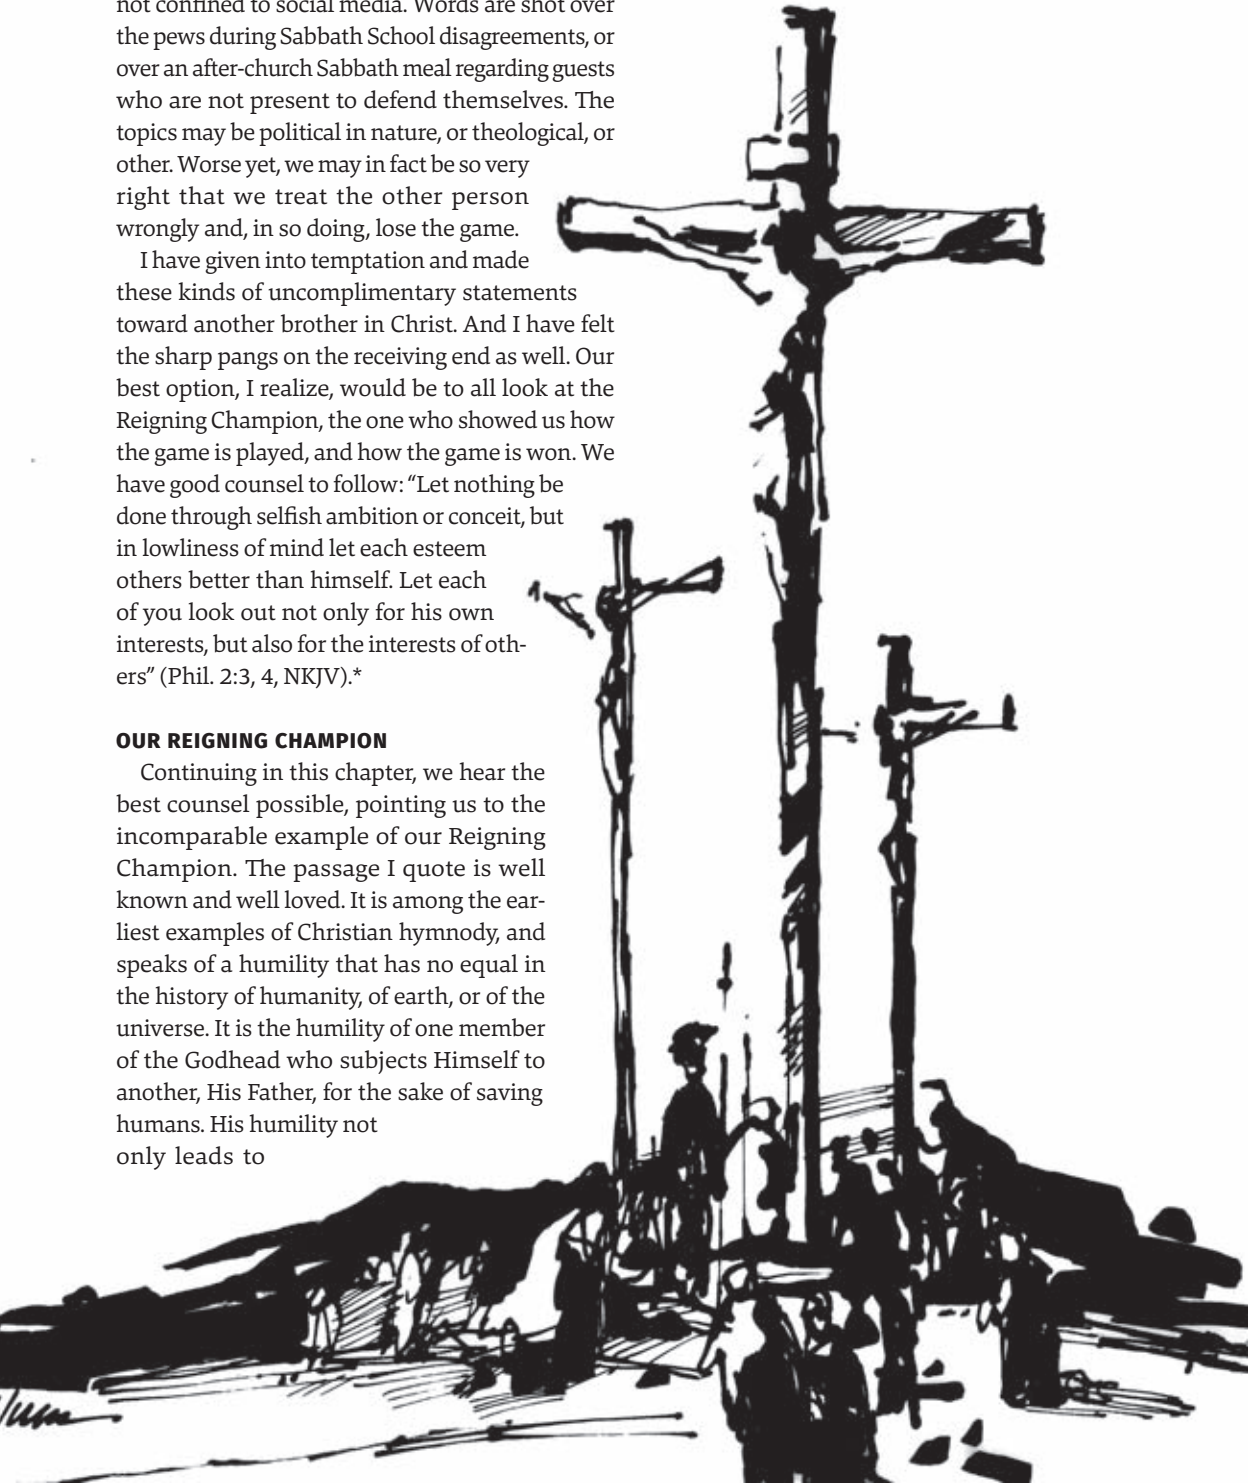 not confined to social media. Words are shot over
the pews during Sabbath School disagreements, or
over an after-church Sabbath meal regarding guests
who are not present to defend themselves. The
topics may be political in nature, or theological, or
other. Worse yet, we may in fact be so very
right that we treat the other person
wrongly and, in so doing, lose the game.
I have given into temptation and made
these kinds of uncomplimentary statements
toward another brother in Christ. And I have felt
the sharp pangs on the receiving end as well. Our
best option, I realize, would be to all look at the
Reigning Champion, the one who showed us how
the game is played, and how the game is won. We
have good counsel to follow: “Let nothing be
done through selfish ambition or conceit, but
in lowliness of mind let each esteem
others better than himself. Let each
of you look out not only for his own
interests, but also for the interests of oth-
ers” (Phil. 2:3, 4, NKJV).*
OUR REIGNING CHAMPION
Continuing in this chapter, we hear the
best counsel possible, pointing us to the
incomparable example of our Reigning
Champion. The passage I quote is well
known and well loved. It is among the ear-
liest examples of Christian hymnody, and
speaks of a humility that has no equal in
the history of humanity, of earth, or of the
universe. It is the humility of one member
of the Godhead who subjects Himself to
another, His Father, for the sake of saving
humans. His humility not
only leads to